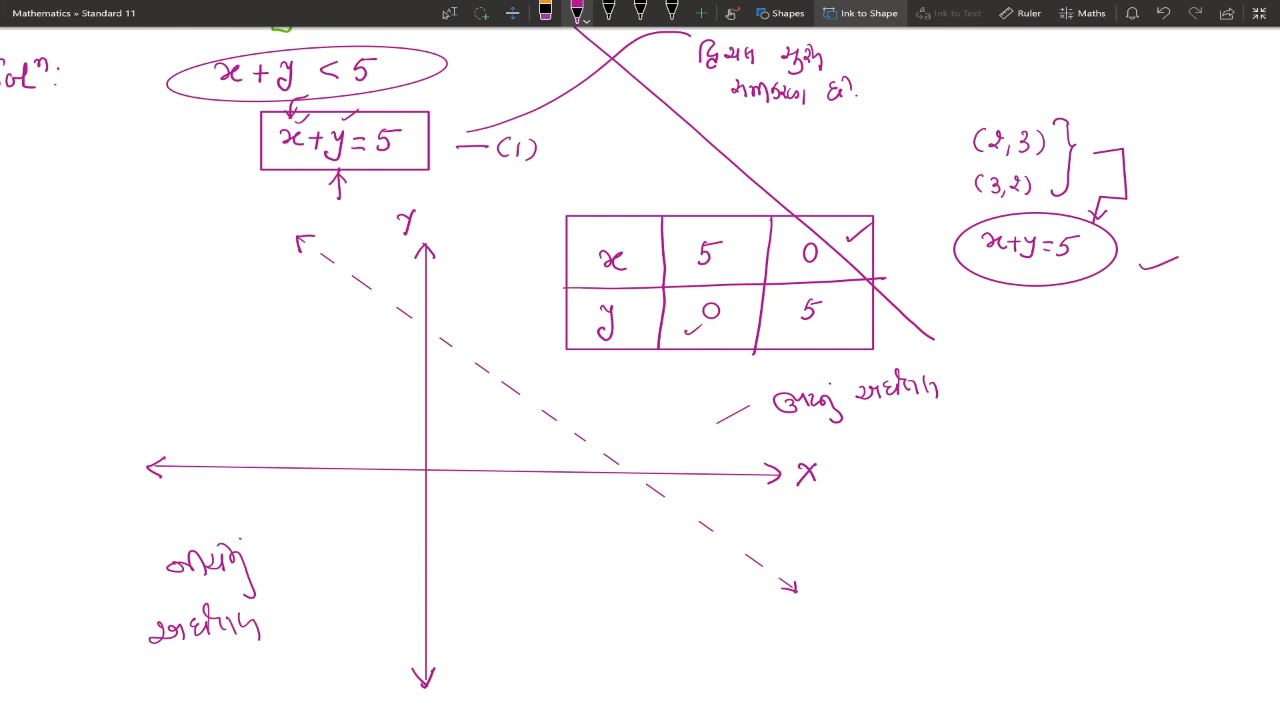 Mathematics » Standard 11
Shapes
Ink to Shape
Ink to Text
Ruler
Maths
Solⁿ:
x + y < 5
x + y = 5 — (1)
દ્વિચલ સુરેખ
સમીકરણ છે.
(2, 3)
(3, 2)
x+y=5
Y
x 5 0
y 0 5
ઉપરનું અર્ધતલ
X
નીચેનું
અર્ધતલ